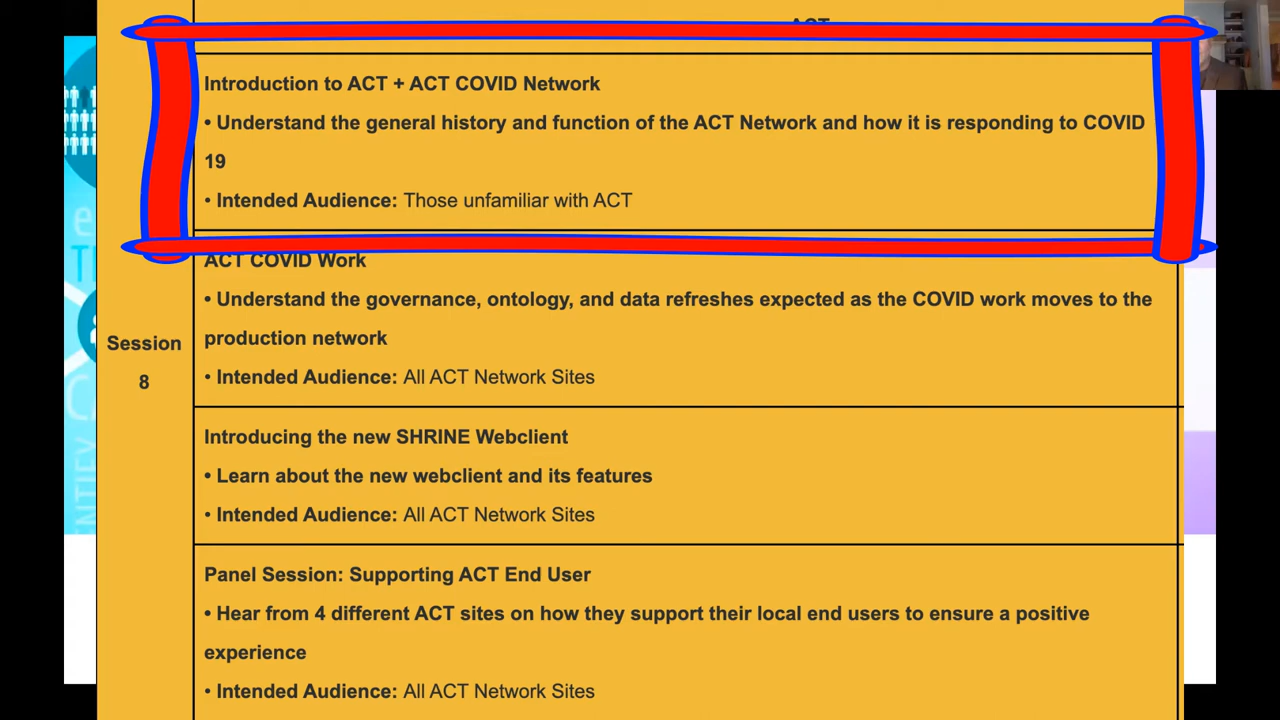 ACT
Introduction to ACT + ACT COVID Network
• Understand the general history and function of the ACT Network and how it is responding to COVID
19
• Intended Audience: Those unfamiliar with ACT
ACT COVID Work
• Understand the governance, ontology, and data refreshes expected as the COVID work moves to the
production network
• Intended Audience: All ACT Network Sites
Session
8
Introducing the new SHRINE Webclient
• Learn about the new webclient and its features
• Intended Audience: All ACT Network Sites
Panel Session: Supporting ACT End User
• Hear from 4 different ACT sites on how they support their local end users to ensure a positive
experience
• Intended Audience: All ACT Network Sites